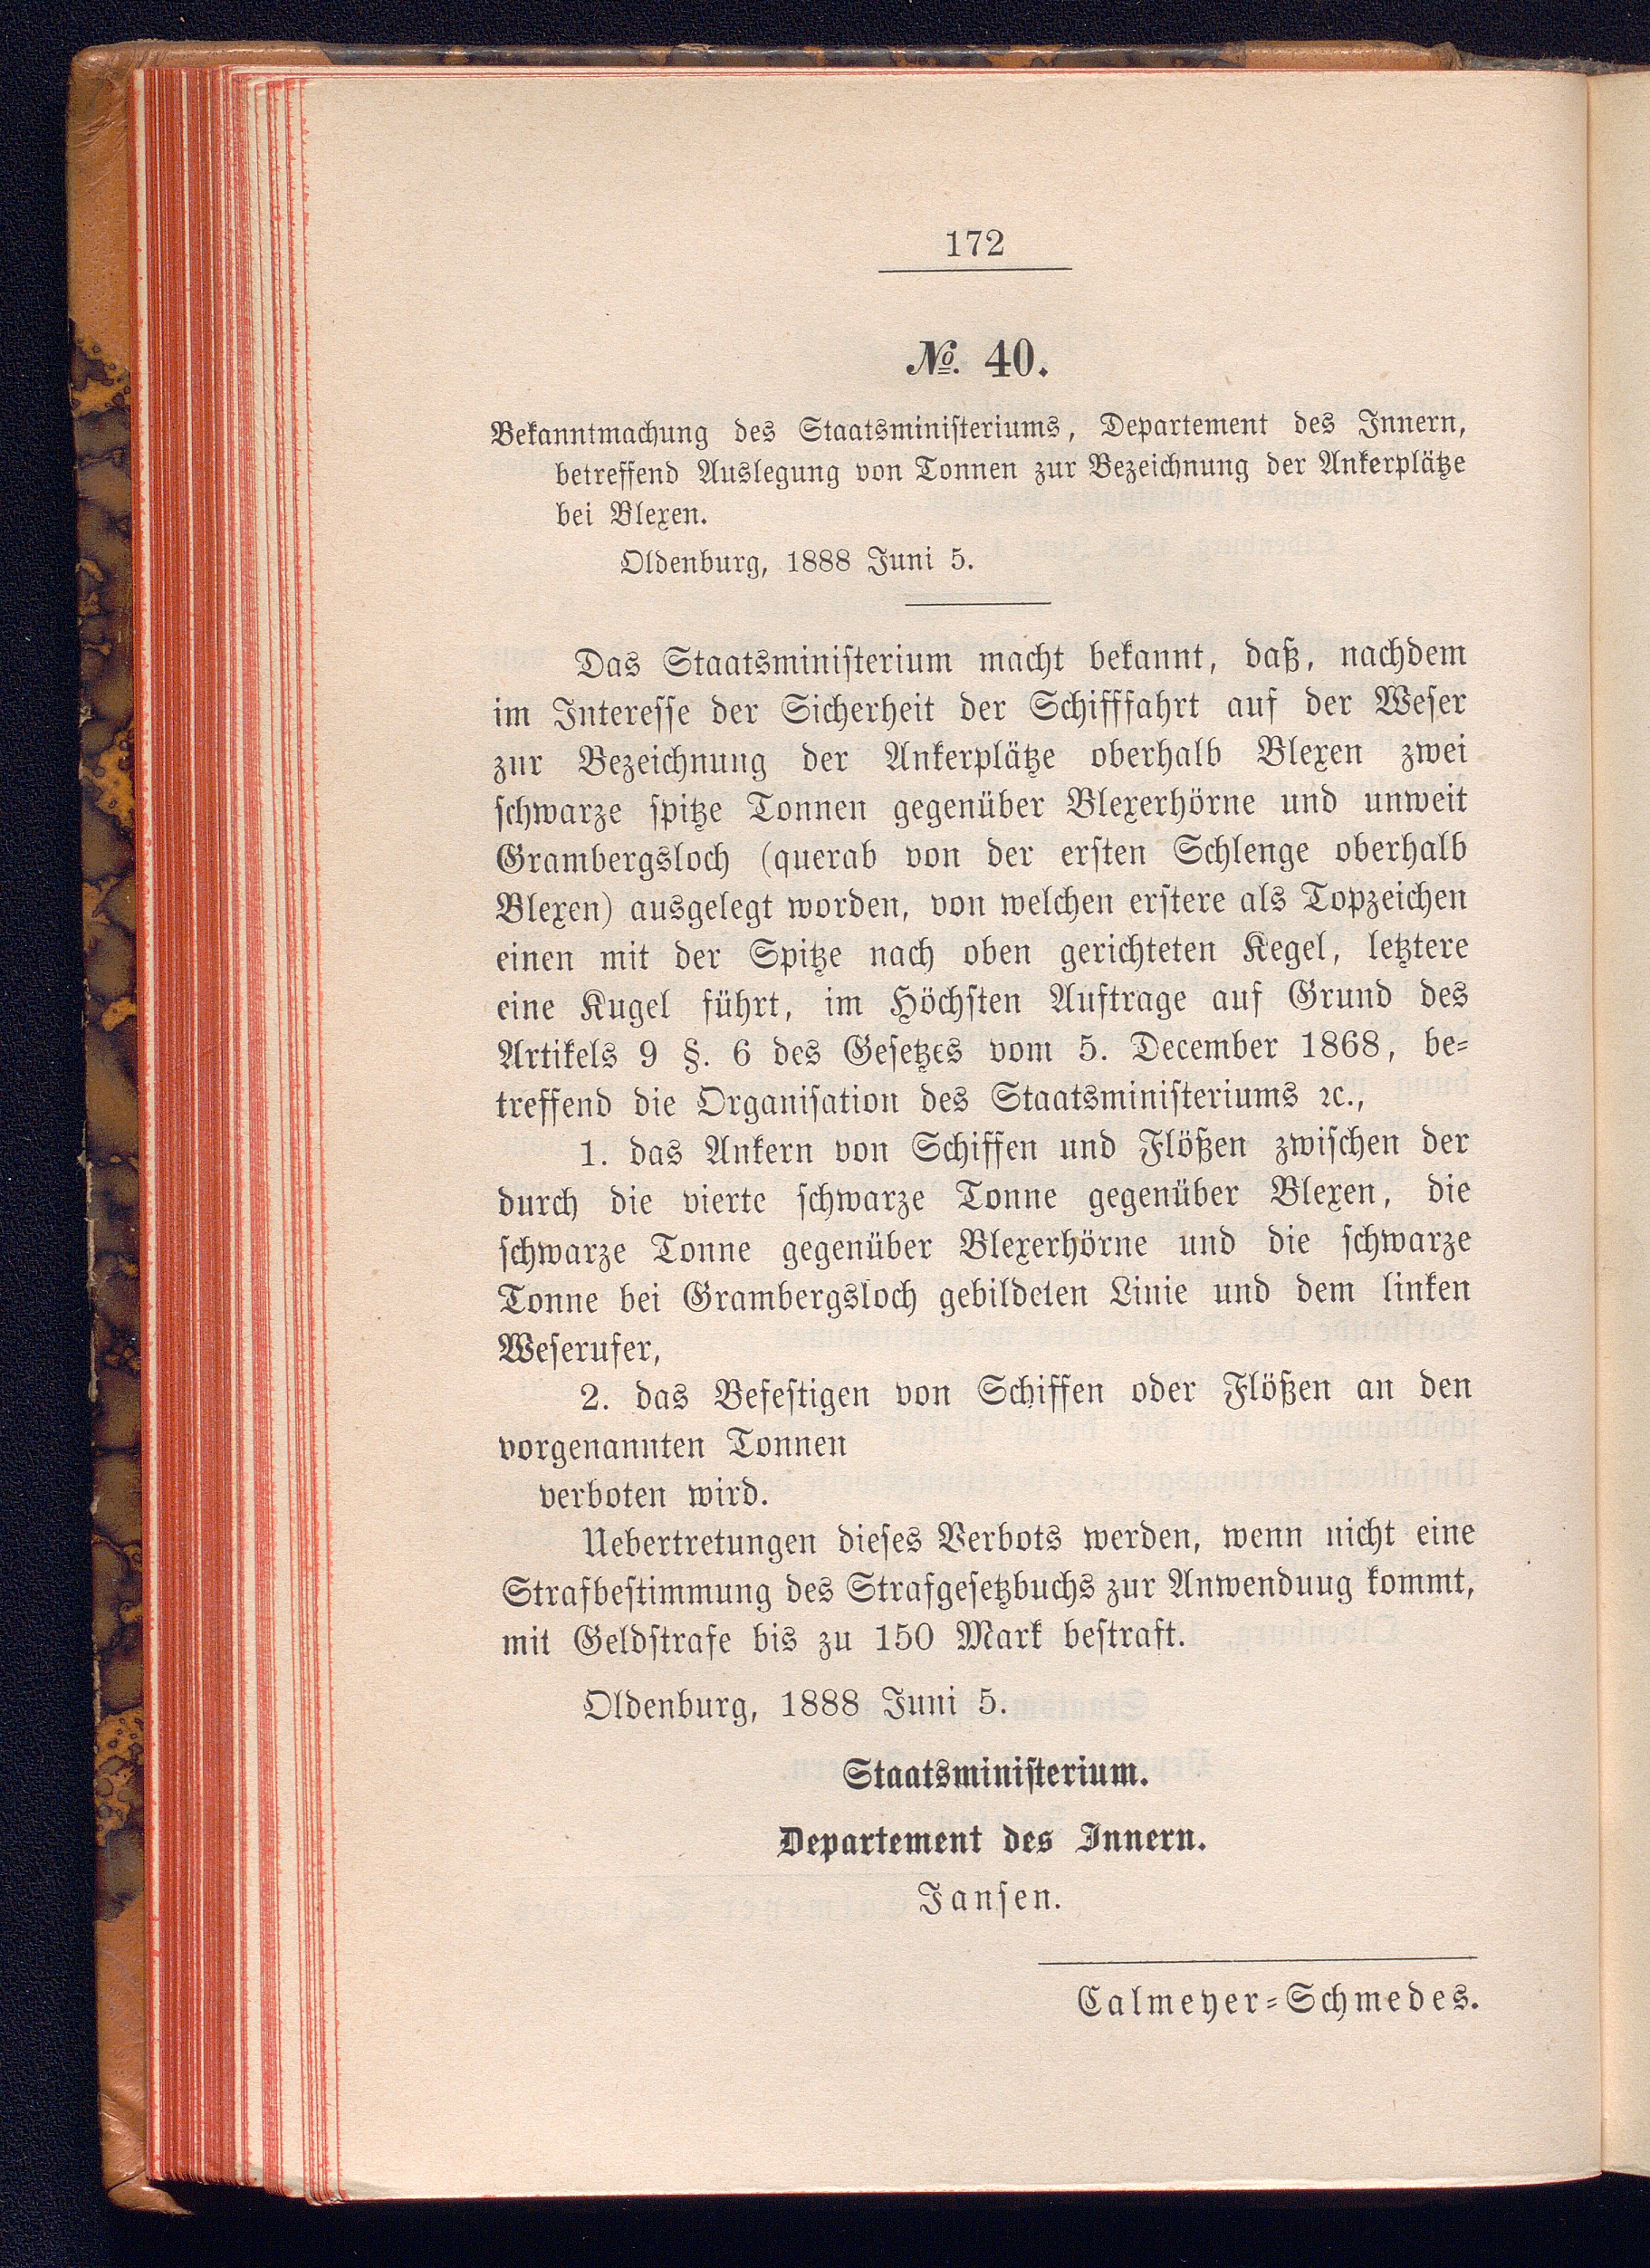 172
№. 40.
Bekanntmachung des Staatsministeriums, Departement des Innern,
betreffend Auslegung von Tonnen zur Bezeichnung der Ankerplätze
bei Blexen.
Oldenburg, 1888 Juni 5.
Das Staatsministerium macht bekannt, daß, nachdem
im Interesse der Sicherheit der Schifffahrt auf der Weser
zur Bezeichnung der Ankerplätze oberhalb Blexen zwei
schwarze spitze Tonnen gegenüber Blexerhörne und unweit
Grambergsloch (querab von der ersten Schlenge oberhalb
Blexen) ausgelegt worden, von welchen erstere als Topzeichen
einen mit der Spitze nach oben gerichteten Kegel, letztere
eine Kugel führt, im Höchsten Auftrage auf Grund des
Artikels 9 §. 6 des Gesetzes vom 5. December 1868, be-
treffend die Organisation des Staatsministeriums ꝛc.,
1. das Ankern von Schiffen und Flößen zwischen der
durch die vierte schwarze Tonne gegenüber Blexen, die
schwarze Tonne gegenüber Blexerhörne und die schwarze
Tonne bei Grambergsloch gebildeten Linie und dem linken
Weserufer,
2. das Befestigen von Schiffen oder Flößen an den
vorgenannten Tonnen
verboten wird.
Uebertretungen dieses Verbots werden, wenn nicht eine
Strafbestimmung des Strafgesetzbuchs zur Anwenduug kommt,
mit Geldstrafe bis zu 150 Mark bestraft.
Oldenburg, 1888 Juni 5.
Staatsministerium.
Departement des Innern.
Jansen.
Calmeyer-Schmedes.